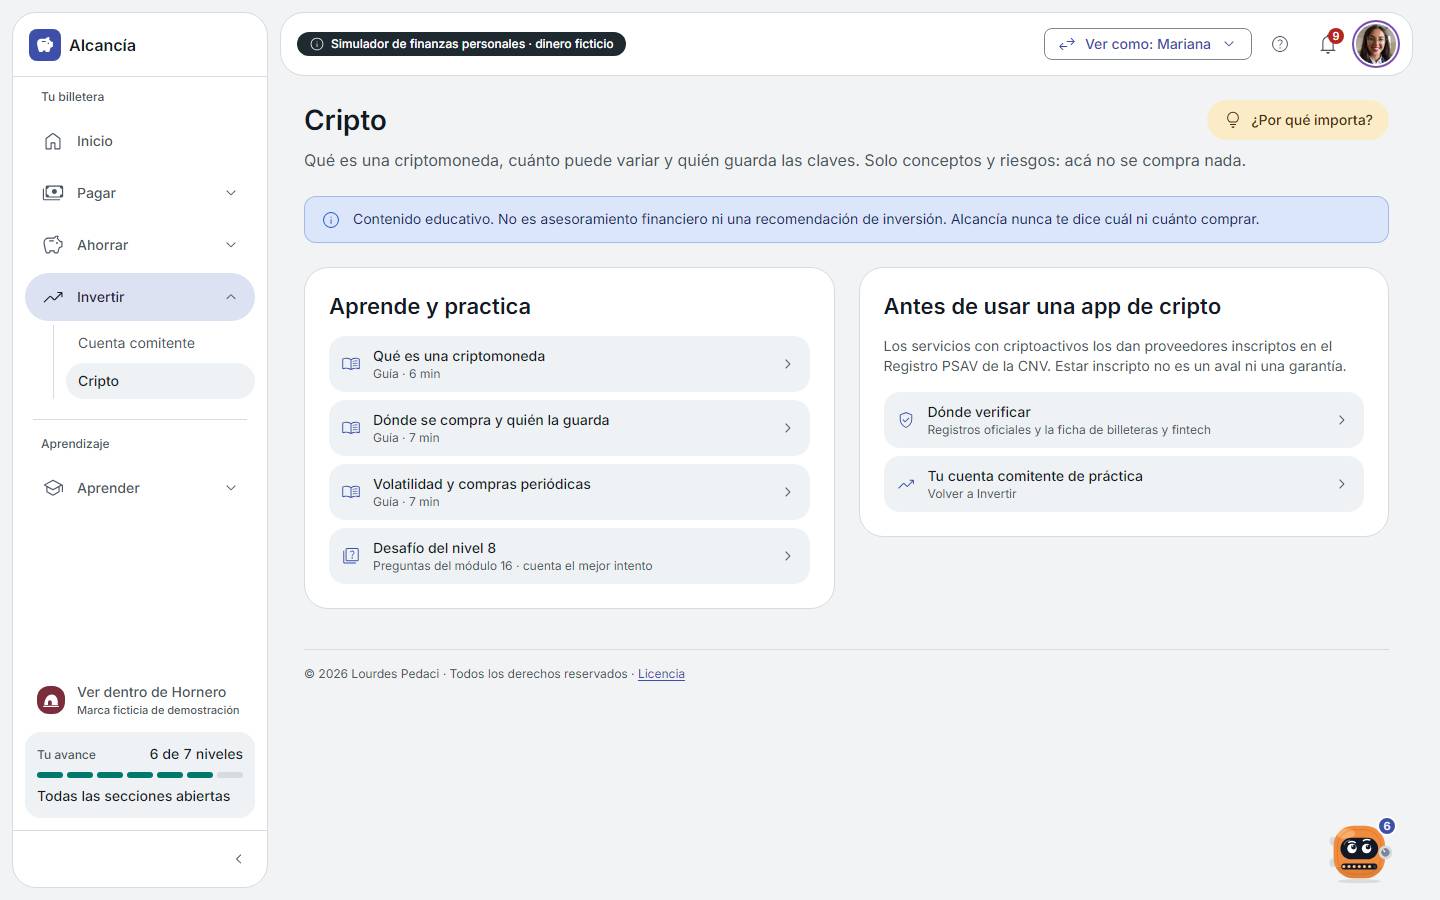 Alcancía
Tu billetera
Inicio
Pagar
Ahorrar
Invertir
Cuenta comitente
Cripto
Aprendizaje
Aprender
Ver dentro de Hornero
Marca ficticia de demostración
Tu avance
6 de 7 niveles
Todas las secciones abiertas
Simulador de finanzas personales · dinero ficticio
Ver como: Mariana
9
Cripto
¿Por qué importa?
Qué es una criptomoneda, cuánto puede variar y quién guarda las claves. Solo conceptos y riesgos: acá no se compra nada.
Contenido educativo. No es asesoramiento financiero ni una recomendación de inversión. Alcancía nunca te dice cuál ni cuánto comprar.
Aprende y practica
Qué es una criptomoneda
Guía · 6 min
Dónde se compra y quién la guarda
Guía · 7 min
Volatilidad y compras periódicas
Guía · 7 min
Desafío del nivel 8
Preguntas del módulo 16 · cuenta el mejor intento
Antes de usar una app de cripto
Los servicios con criptoactivos los dan proveedores inscriptos en el
Registro PSAV de la CNV. Estar inscripto no es un aval ni una garantía.
Dónde verificar
Registros oficiales y la ficha de billeteras y fintech
Tu cuenta comitente de práctica
Volver a Invertir
© 2026 Lourdes Pedaci · Todos los derechos reservados · Licencia
6